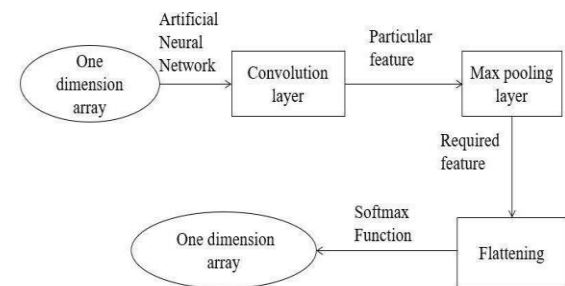 One
dimension
array
Artificial
Neural
Network
Convolution
layer
Particular
feature
Max pooling
layer
Required
feature
Flattening
Softmax
Function
One dimension
array